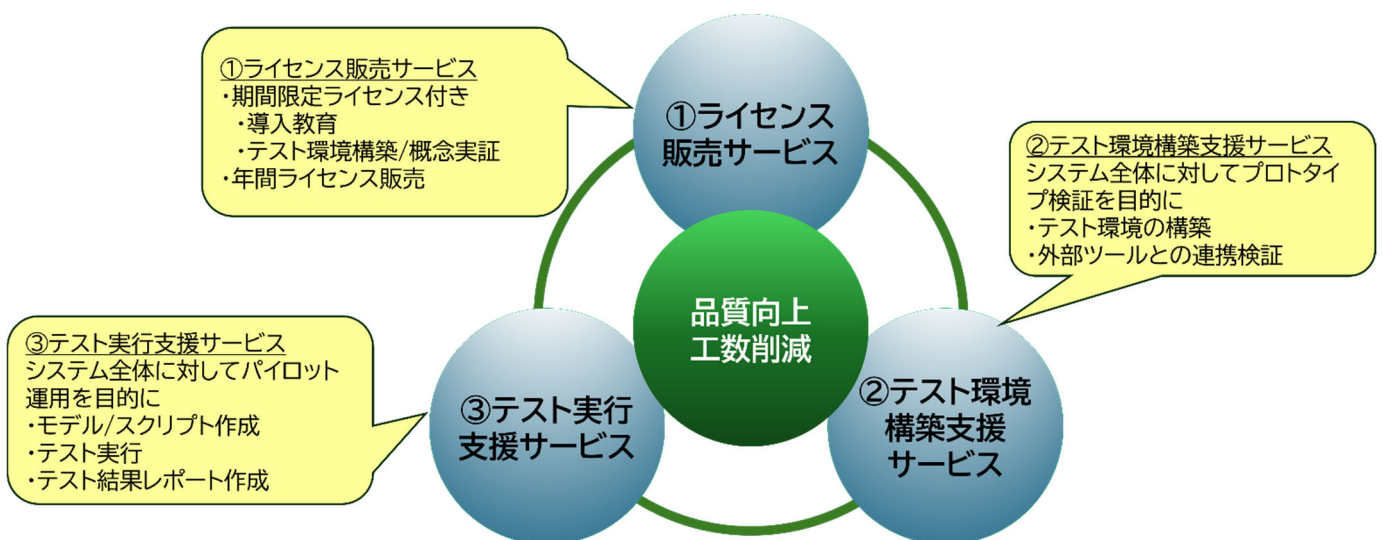 ①ライセンス販売サービス
・期間限定ライセンス付き
・導入教育
・テスト環境構築/概念実証
・年間ライセンス販売
①ライセンス
販売サービス
②テスト環境構築支援サービス
システム全体に対してプロトタイ
プ検証を目的に
・テスト環境の構築
・外部ツールとの連携検証
品質向上
工数削減
③テスト実行支援サービス
システム全体に対してパイロット
運用を目的に
・モデル/スクリプト作成
・テスト実行
・テスト結果レポート作成
③テスト実行
支援サービス
②テスト環境
構築支援
サービス